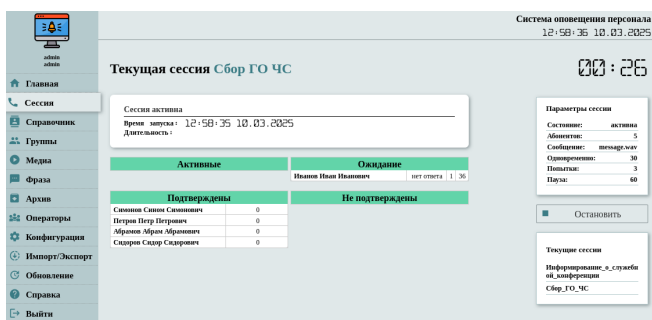 Система оповещения персонала
12:58:36 10.03.2025
admin
admin
Главная
Сессия
Справочник
Группы
Медиа
Фраза
Архив
Операторы
Конфигурация
Импорт/Экспорт
Обновление
Справка
Выйти
Текущая сессия Сбор ГО ЧС
00:26
Сессия активна
Время запуска: 12:58:35 10.03.2025
Длительность:
Активные
Ожидание
Иванов Иван Иванович нет ответа 1 36
Подтверждены
Не подтверждены
Симонов Симон Симонович 0
Петров Петр Петрович 0
Абрамов Абрам Абрамович 0
Сидоров Сидор Сидорович 0
Параметры сессии
Состояние: активна
Абонентов: 5
Сообщение: message.wav
Одновременно: 30
Попытки: 3
Пауза: 60
Остановить
Текущие сессии
Информирование_о_служебн
ой_конференции
Сбор_ГО_ЧС